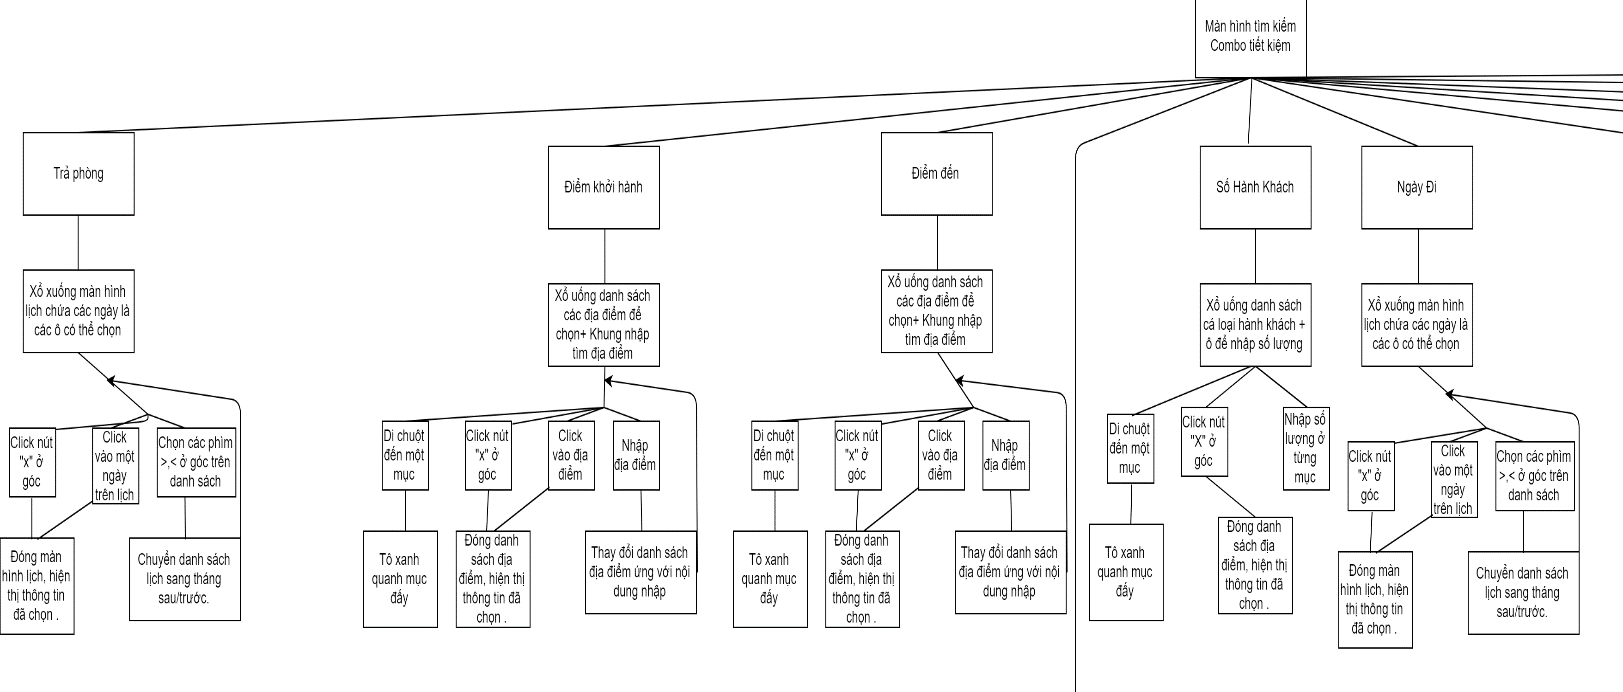 Màn hình tìm kiếm
Combo tiết kiệm
Trả phòng
Điểm khởi hành
Điểm đến
Số Hành Khách
Ngày Đi
Xổ xuống màn hình
lịch chứa các ngày là
các ô có thể chọn
Xổ uống danh sách
các địa điểm để
chọn+ Khung nhập
tìm địa điểm
Xổ uống danh sách
các địa điểm để
chọn+ Khung nhập
tìm địa điểm
Xổ uống danh sách
cá loại hành khách +
ô để nhập số lượng
Xổ xuống màn hình
lịch chứa các ngày là
các ô có thể chọn
Click nút
"x" ở
góc
Click
vào một
ngày
trên lịch
Chọn các phím
>,< ở góc trên
danh sách
Di chuột
đến một
mục
Click nút
"x" ở
góc
Click
vào địa
điểm
Nhập
địa điểm
Di chuột
đến một
mục
Click nút
"x" ở
góc
Click
vào địa
điểm
Nhập
địa điểm
Di chuột
đến một
mục
Click nút
"X" ở
góc
Nhập số
lượng ở
từng
mục
Click nút
"x" ở
góc
Click
vào một
ngày
trên lịch
Chọn các phím
>,< ở góc trên
danh sách
Đóng màn
hình lịch, hiện
thị thông tin
đã chọn .
Chuyển danh sách
lịch sang tháng
sau/trước.
Tô xanh
quanh mục
đấy
Đóng danh
sách địa
điểm, hiện thị
thông tin đã
chọn .
Thay đổi danh sách
địa điểm ứng với nội
dung nhập
Tô xanh
quanh mục
đấy
Đóng danh
sách địa
điểm, hiện thị
thông tin đã
chọn .
Thay đổi danh sách
địa điểm ứng với nội
dung nhập
Tô xanh
quanh mục
đấy
Đóng danh
sách địa
điểm, hiện thị
thông tin đã
chọn .
Đóng màn
hình lịch, hiện
thị thông tin
đã chọn .
Chuyển danh sách
lịch sang tháng
sau/trước.